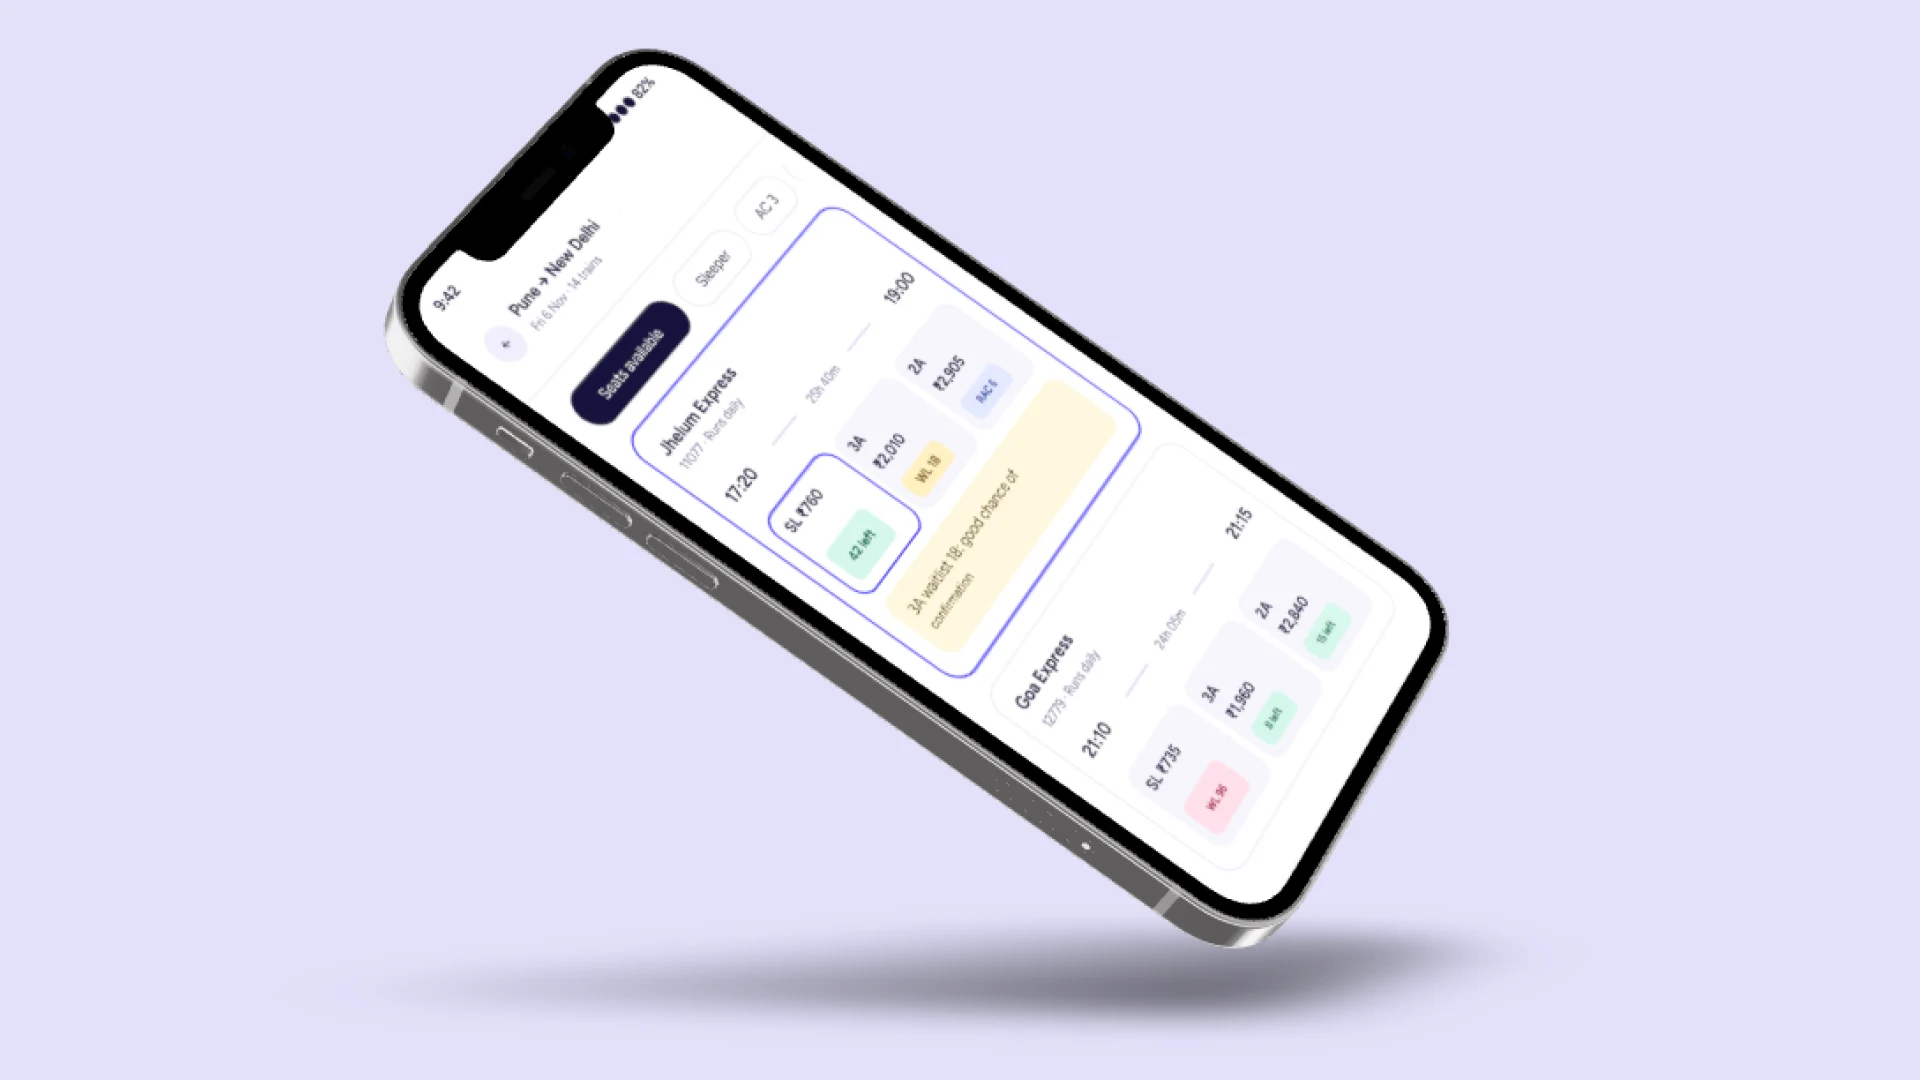 9:42
82%
Pune → New Delhi
Fri 6 Nov · 14 trains
Seats available
Sleeper
AC 3
Jhelum Express
11077 · Runs daily
17:20
25h 40m
19:00
SL ₹760
42 left
3A
₹2,010
WL 18
2A
₹2,905
RAC 6
3A waitlist 18: good chance of
confirmation
Goa Express
12779 · Runs daily
21:10
24h 05m
21:15
SL ₹735
WL 96
3A
₹1,960
8 left
2A
₹2,840
15 left